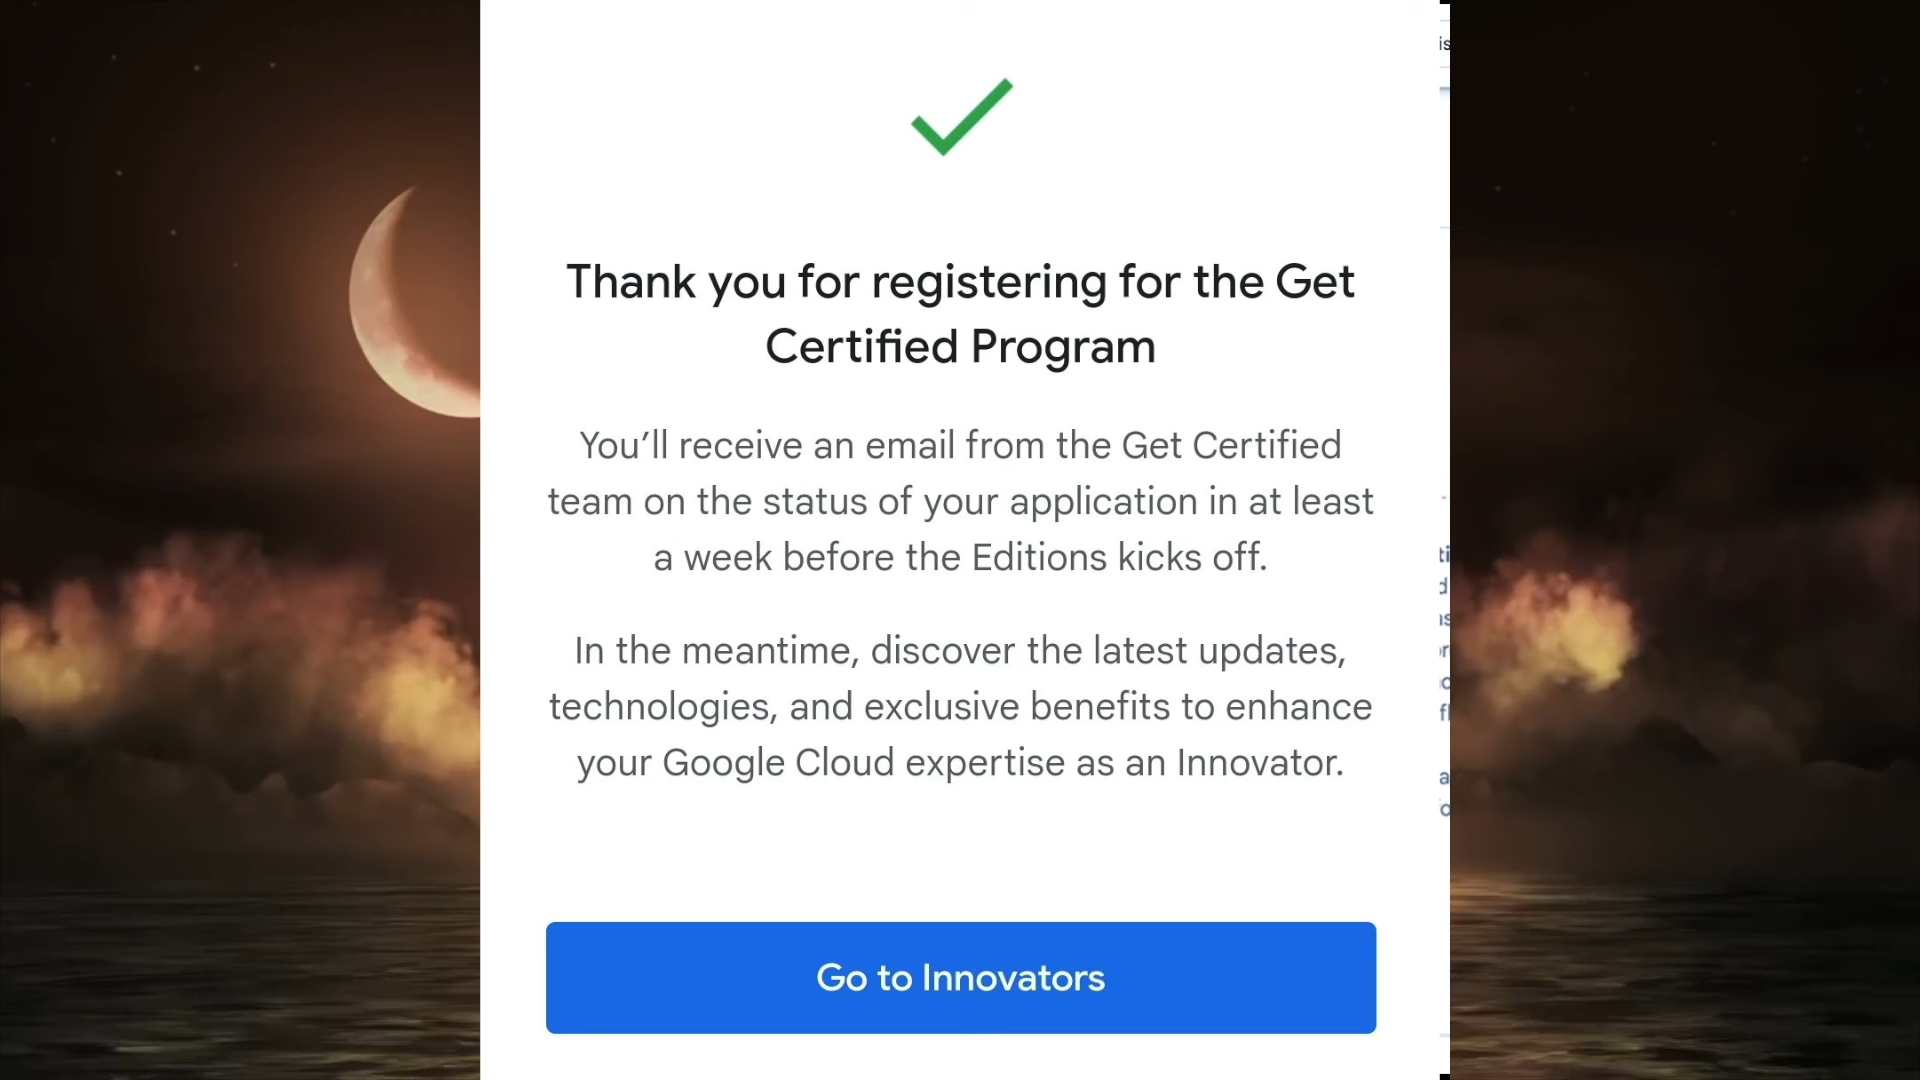 Thank you for registering for the Get
Certified Program
You’ll receive an email from the Get Certified
team on the status of your application in at least
a week before the Editions kicks off.
In the meantime, discover the latest updates,
technologies, and exclusive benefits to enhance
your Google Cloud expertise as an Innovator.
Go to Innovators